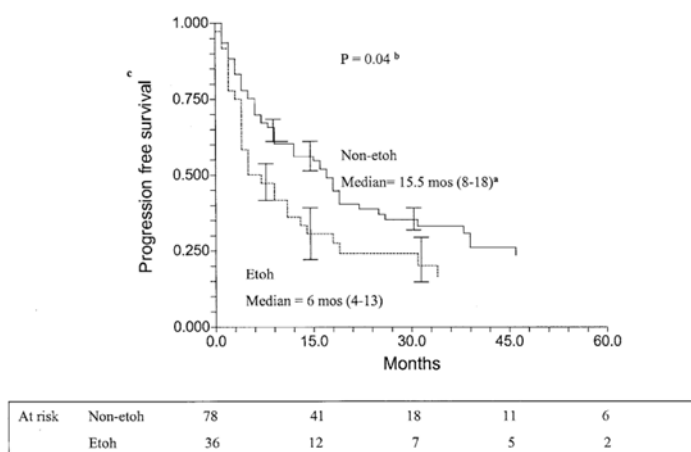 1.000
P = 0.04 b
c
0.750
Progression free survival
Non-etoh
0.500
Median= 15.5 mos (8-18)a
0.250
Etoh
Median = 6 mos (4-13)
0.000
0.0 15.0 30.0 45.0 60.0
Months
At risk Non-etoh 78 41 18 11 6
Etoh 36 12 7 5 2